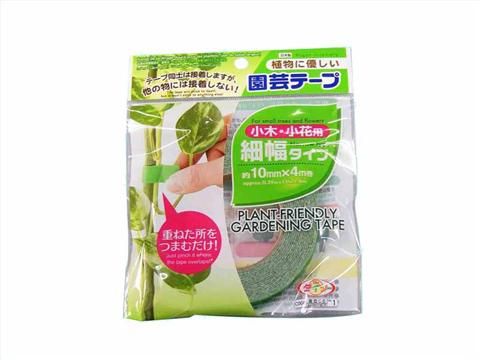 日本製
植物に優しい
園芸テープ
テープ同士は接着しますが、
他の物には接着しない!
For small trees and flowers
小木・小花用
細幅タイプ
約10mm×4m巻
PLANT-FRIENDLY
GARDENING TAPE
重ねた所を
つまむだけ!
Just pinch it where
the tape overlaps!